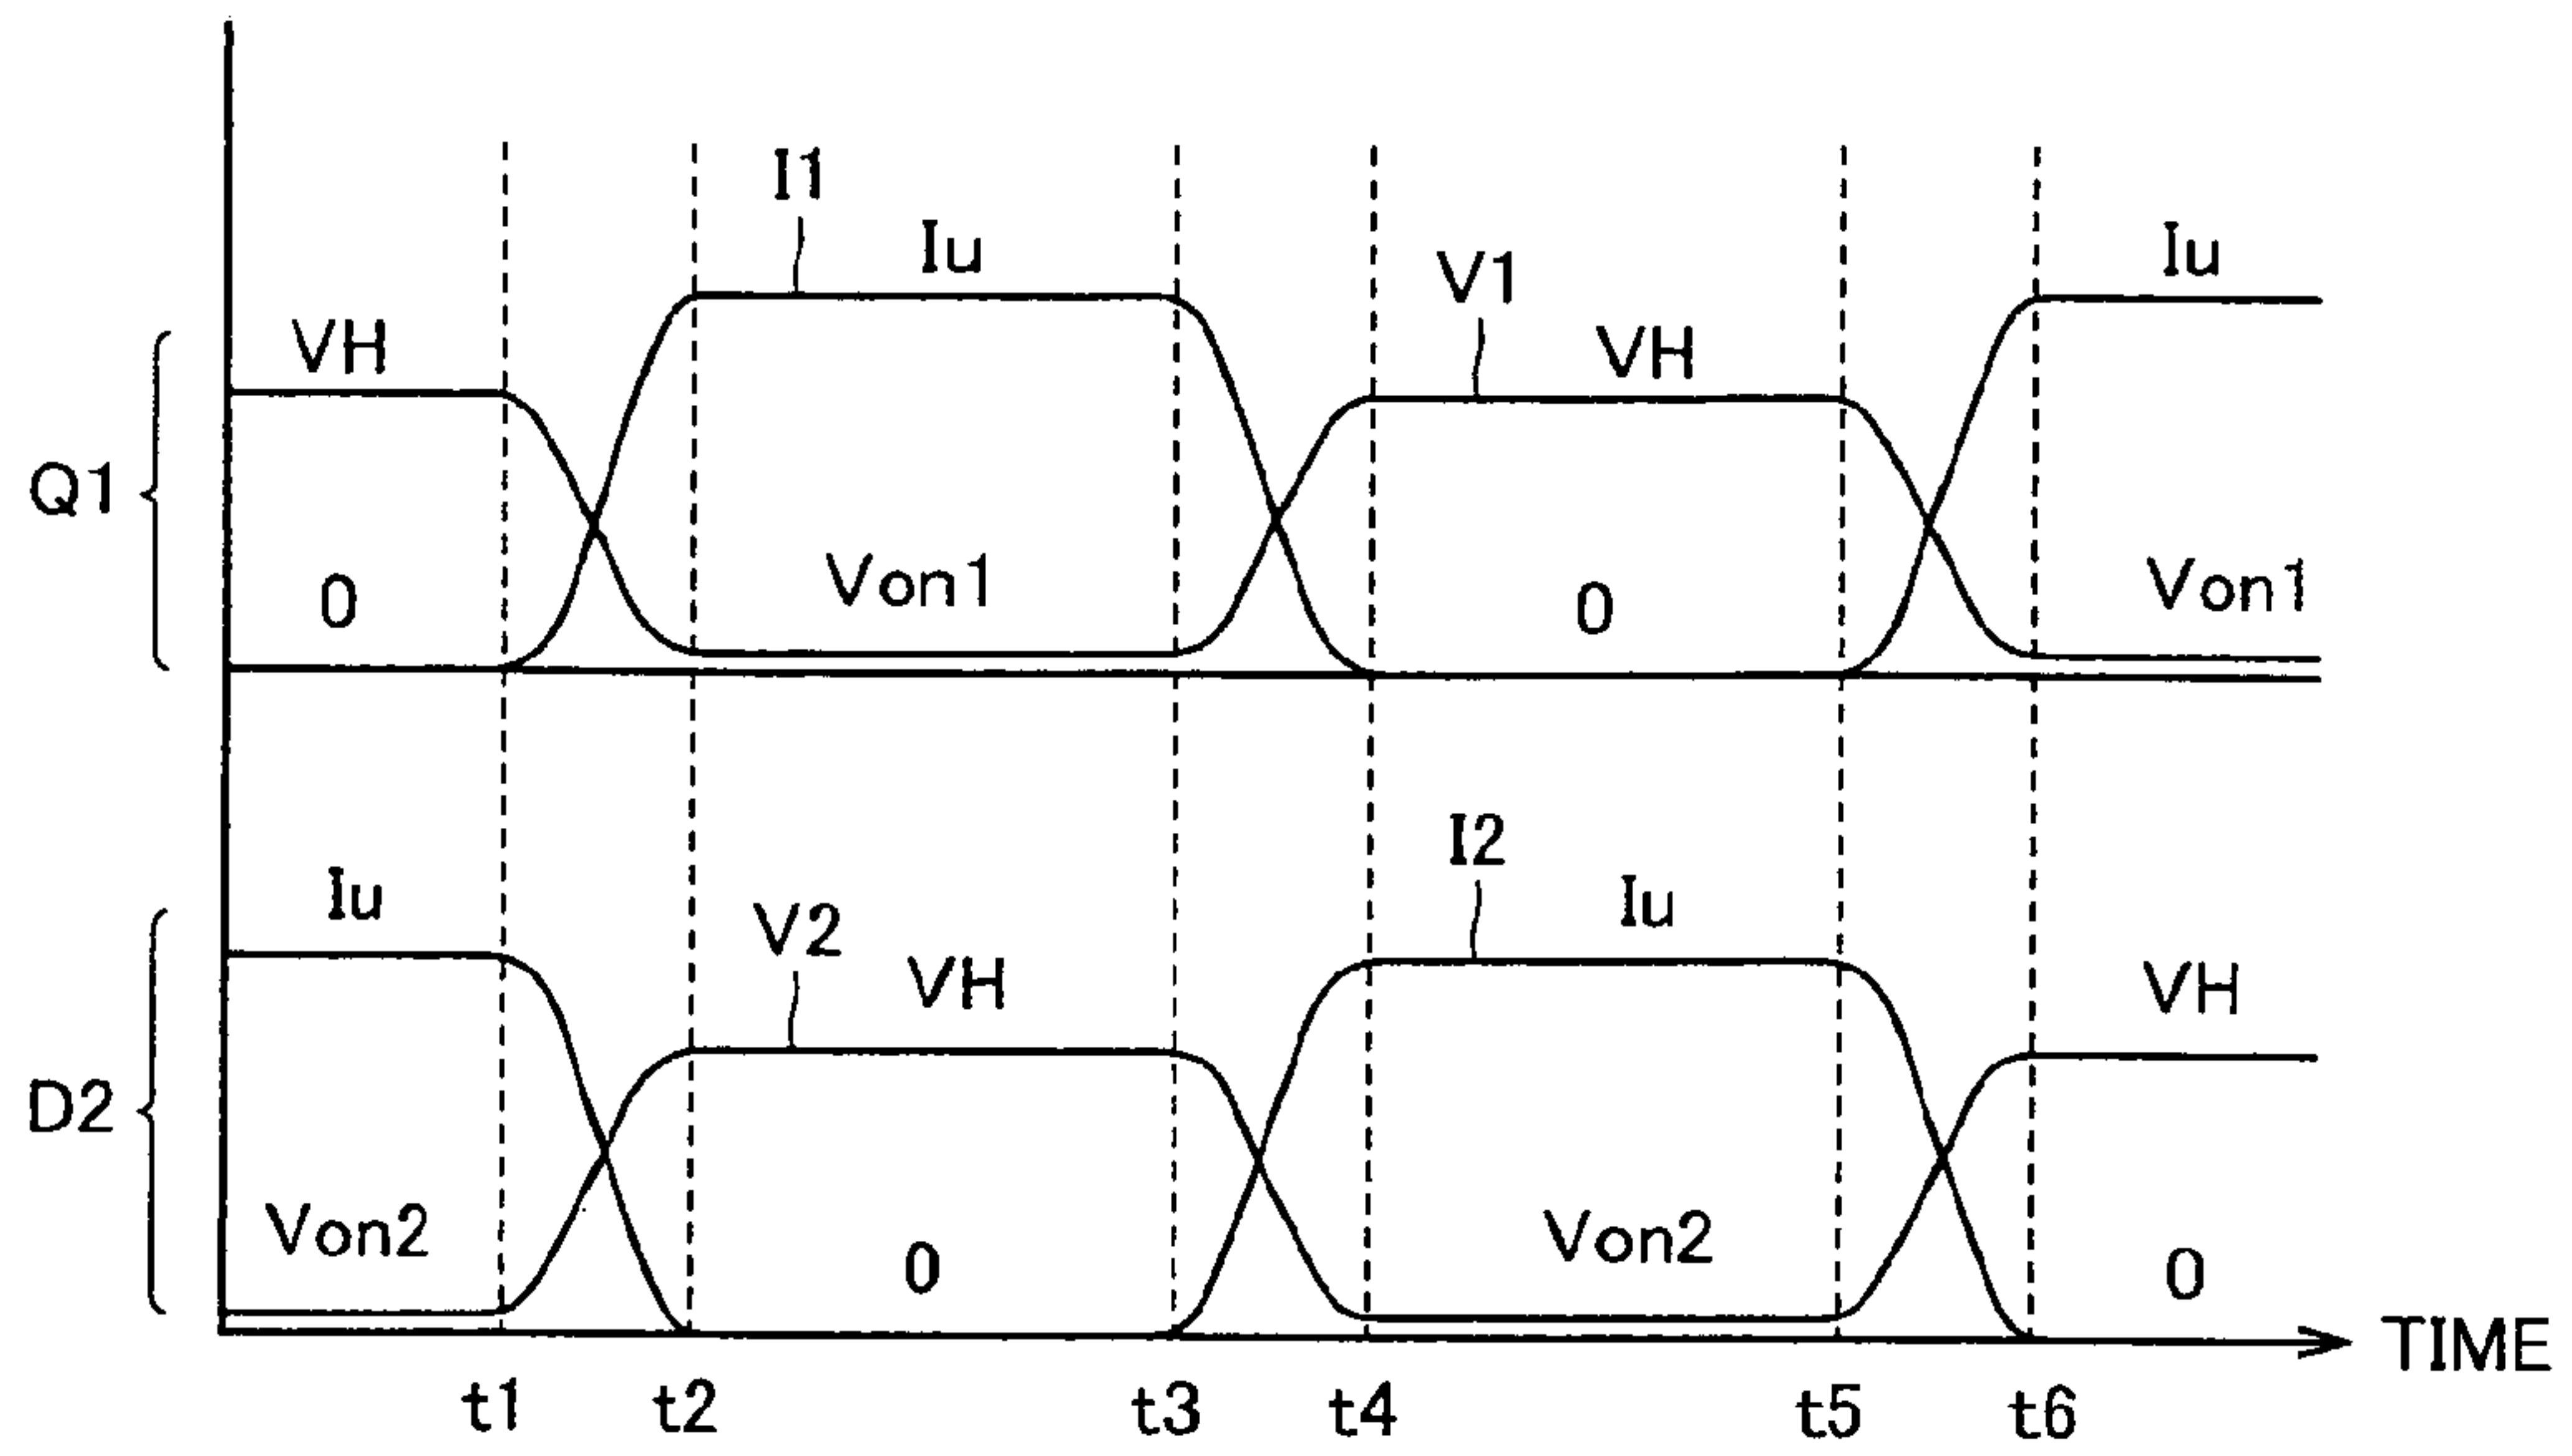 I1
Iu
Iu
V1
VH
VH
Q1
0
Von1
0
Von1
I2
Iu
Iu
V2
VH
VH
D2
Von2
0
Von2
0
TIME
t1 t2 t3 t4 t5 t6